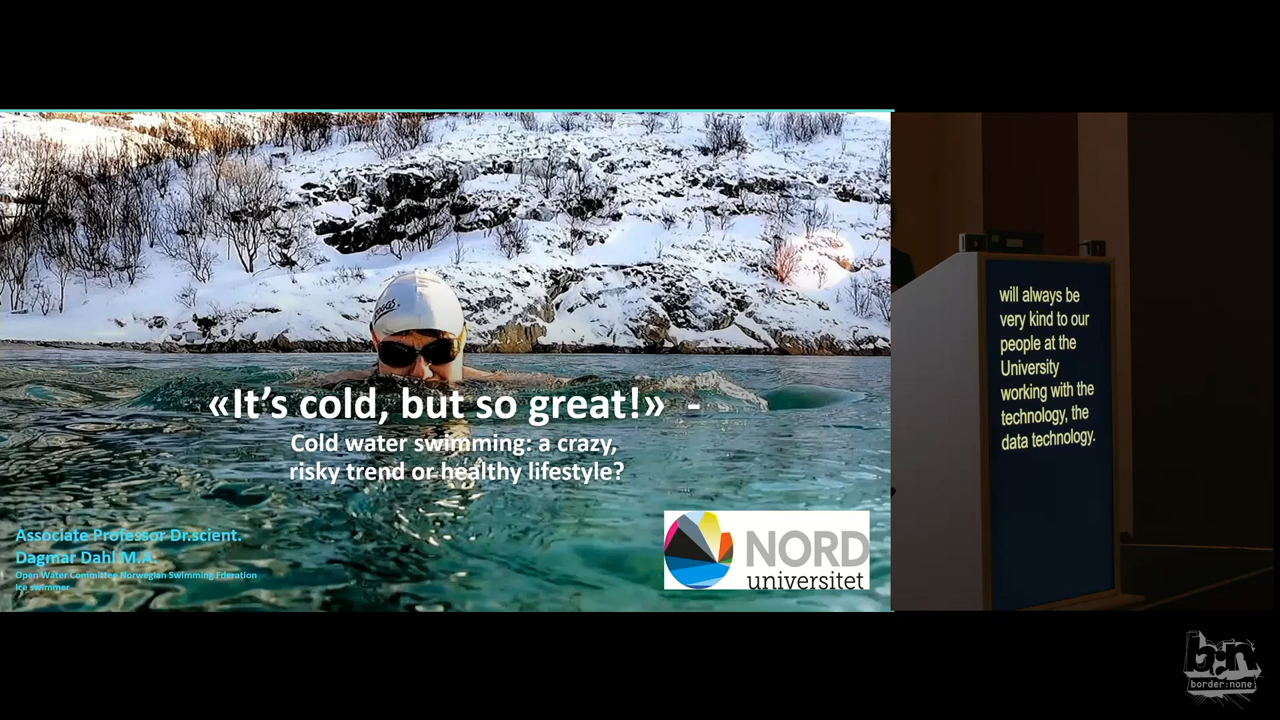 «It's cold, but so great!» -
Cold water swimming: a crazy,
risky trend or healthy lifestyle?
Associate Professor Dr.scient.
Dagmar Dahl M.A.
Open Water Committee Norwegian Swimming Fderation
Ice swimmer
NORD
universitet
will always be
very kind to our
people at the
University
working with the
technology, the
data technology.
b:n
border:none